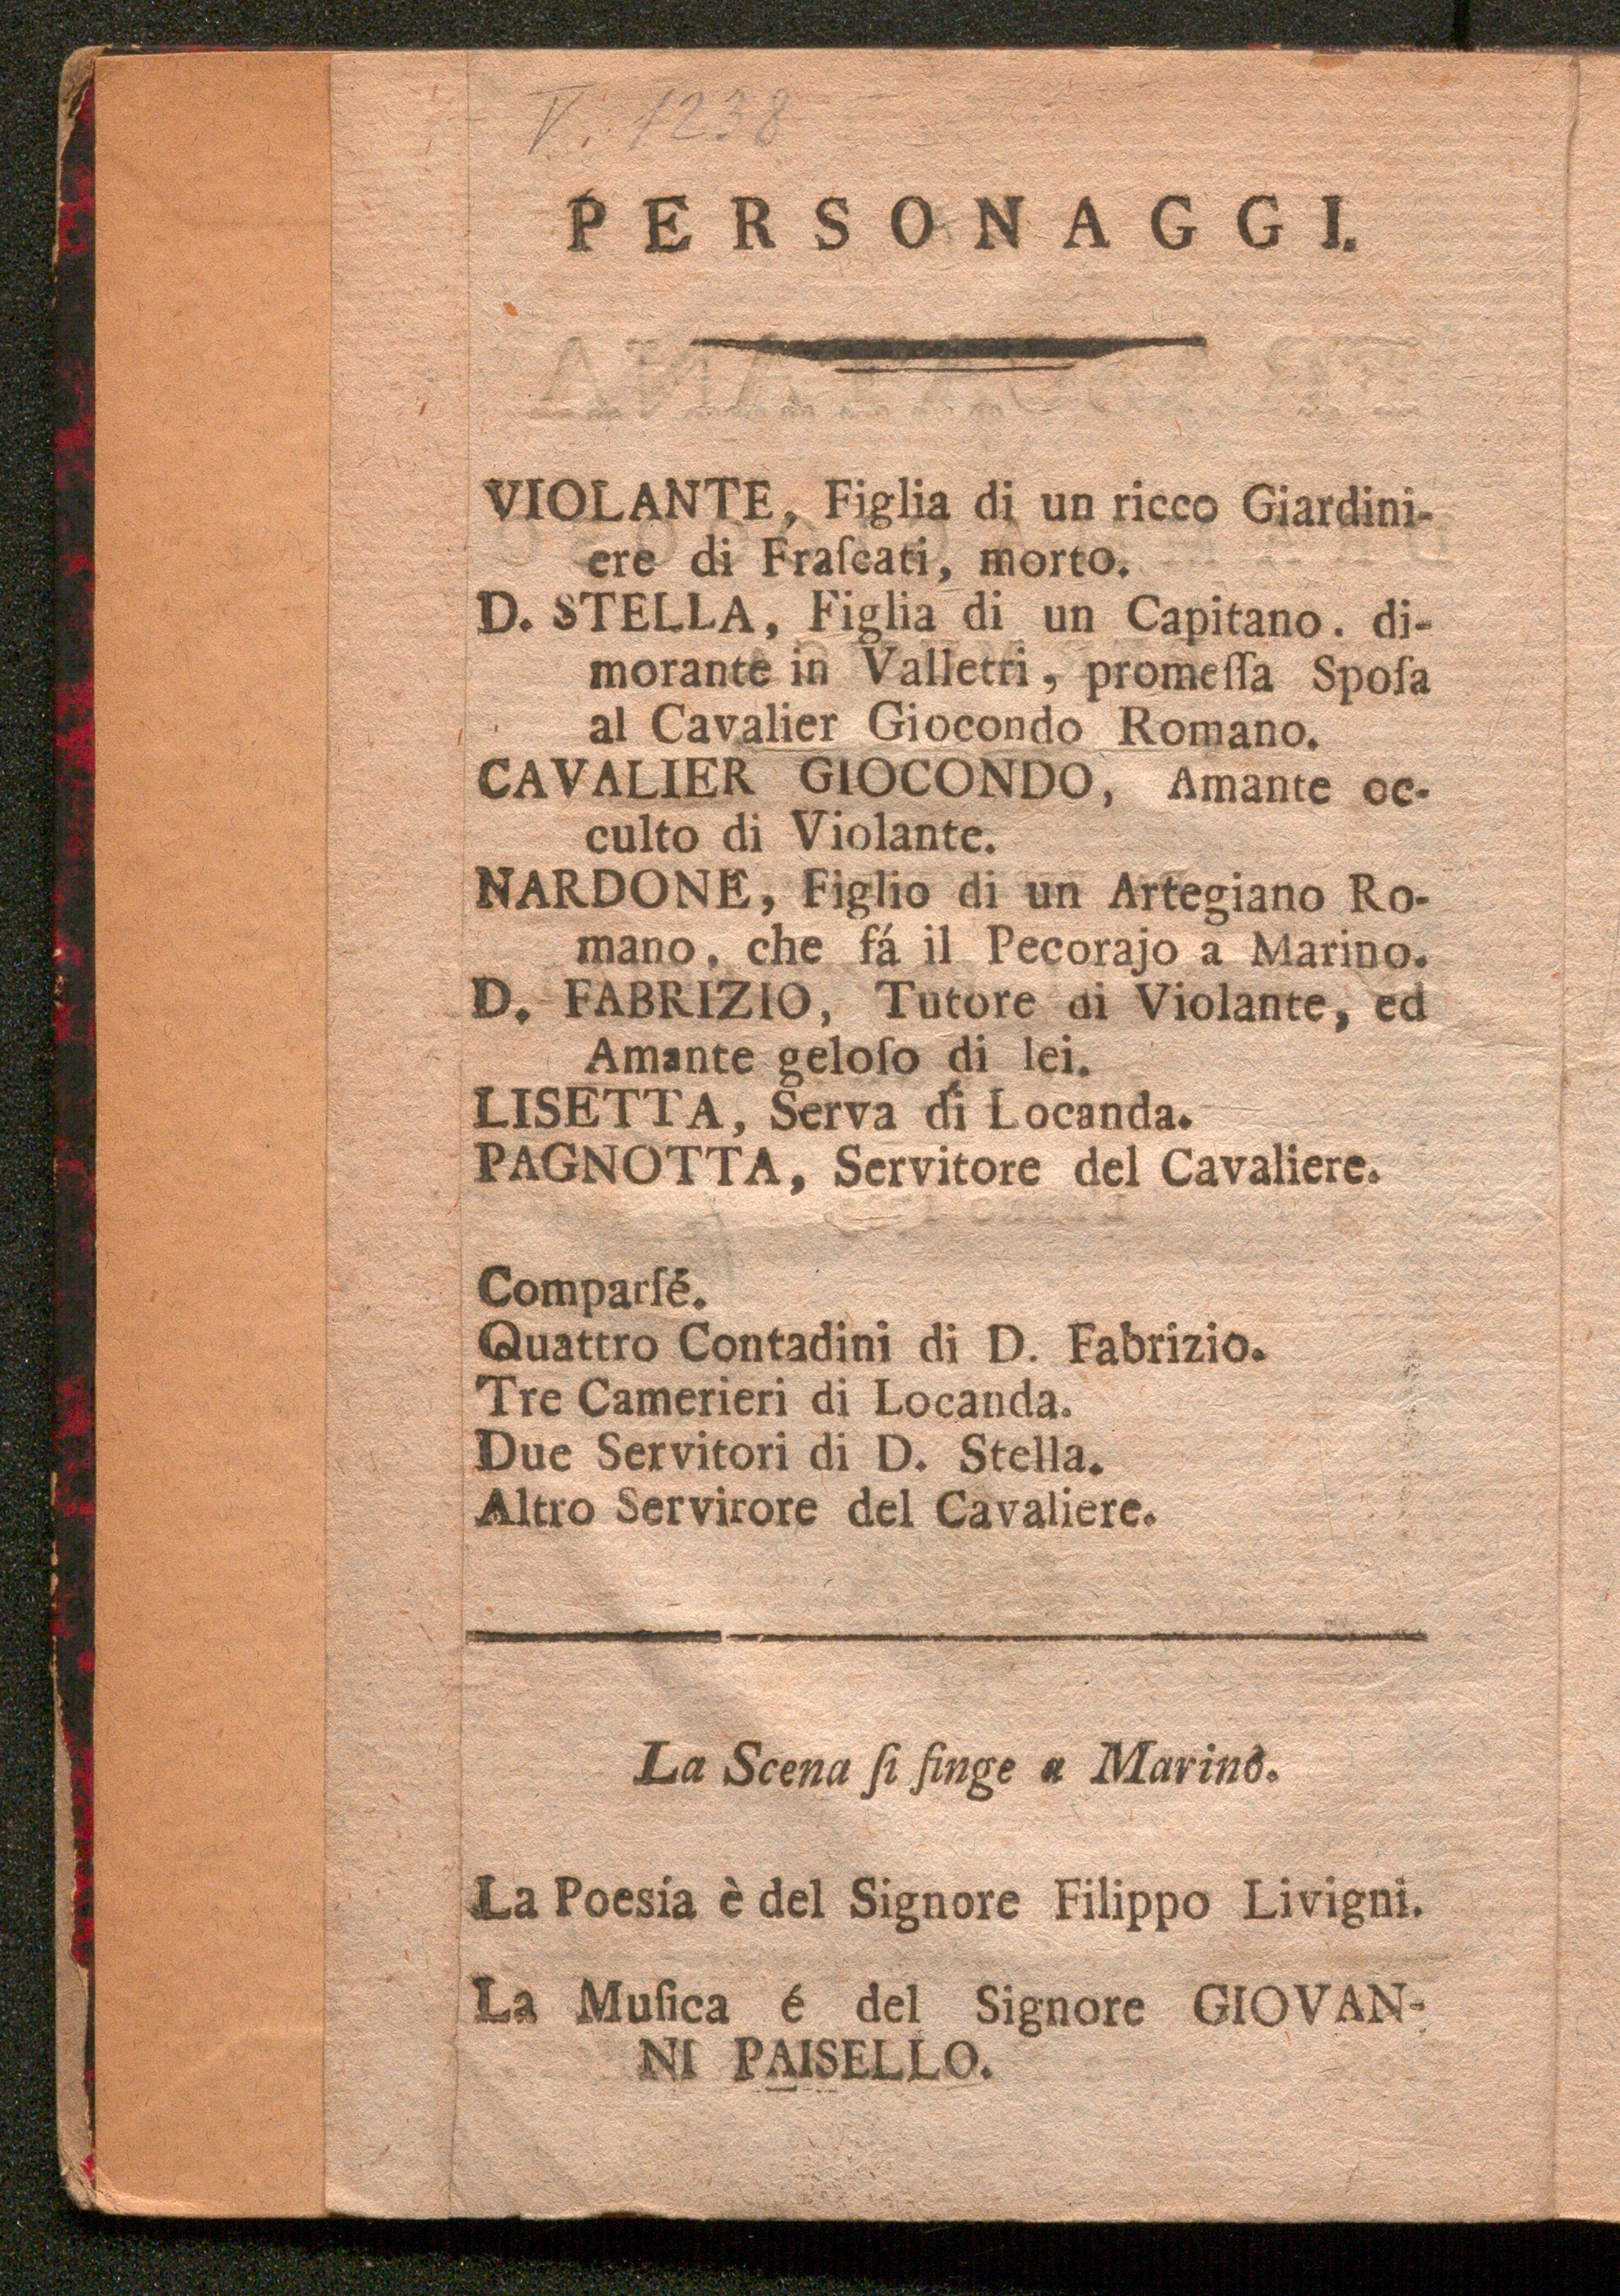 V. 1238
PERSONAGGI.
VIOLANTE, Figlia di un ricco Giardini-
ere di Fraſcati, morto.
D. STELLA, Figlia di un Capitano. di-
morante in Valletri, promeſſa Spoſa
al Cavalier Giocondo Romano.
CAVALIER GIOCONDO, Amante oc-
culto di Violante.
NARDONE, Figlio di un Artegiano Ro-
mano, che fá il Pecorajo a Marino.
D. FABRIZIO, Tutore di Violante, ed
Amante geloſo di lei.
LISETTA, Serva di Locanda.
PAGNOTTA, Servitore del Cavaliere.
Comparſé.
Quattro Contadini di D. Fabrizio.
Tre Camerieri di Locanda.
Due Servitori di D. Stella.
Altro Servirore del Cavaliere.
La Scena ſi finge a Marino.
La Poesia è del Signore Filippo Livigni.
La Muſica é del Signore GIOVAN-
NI PAISELLO.